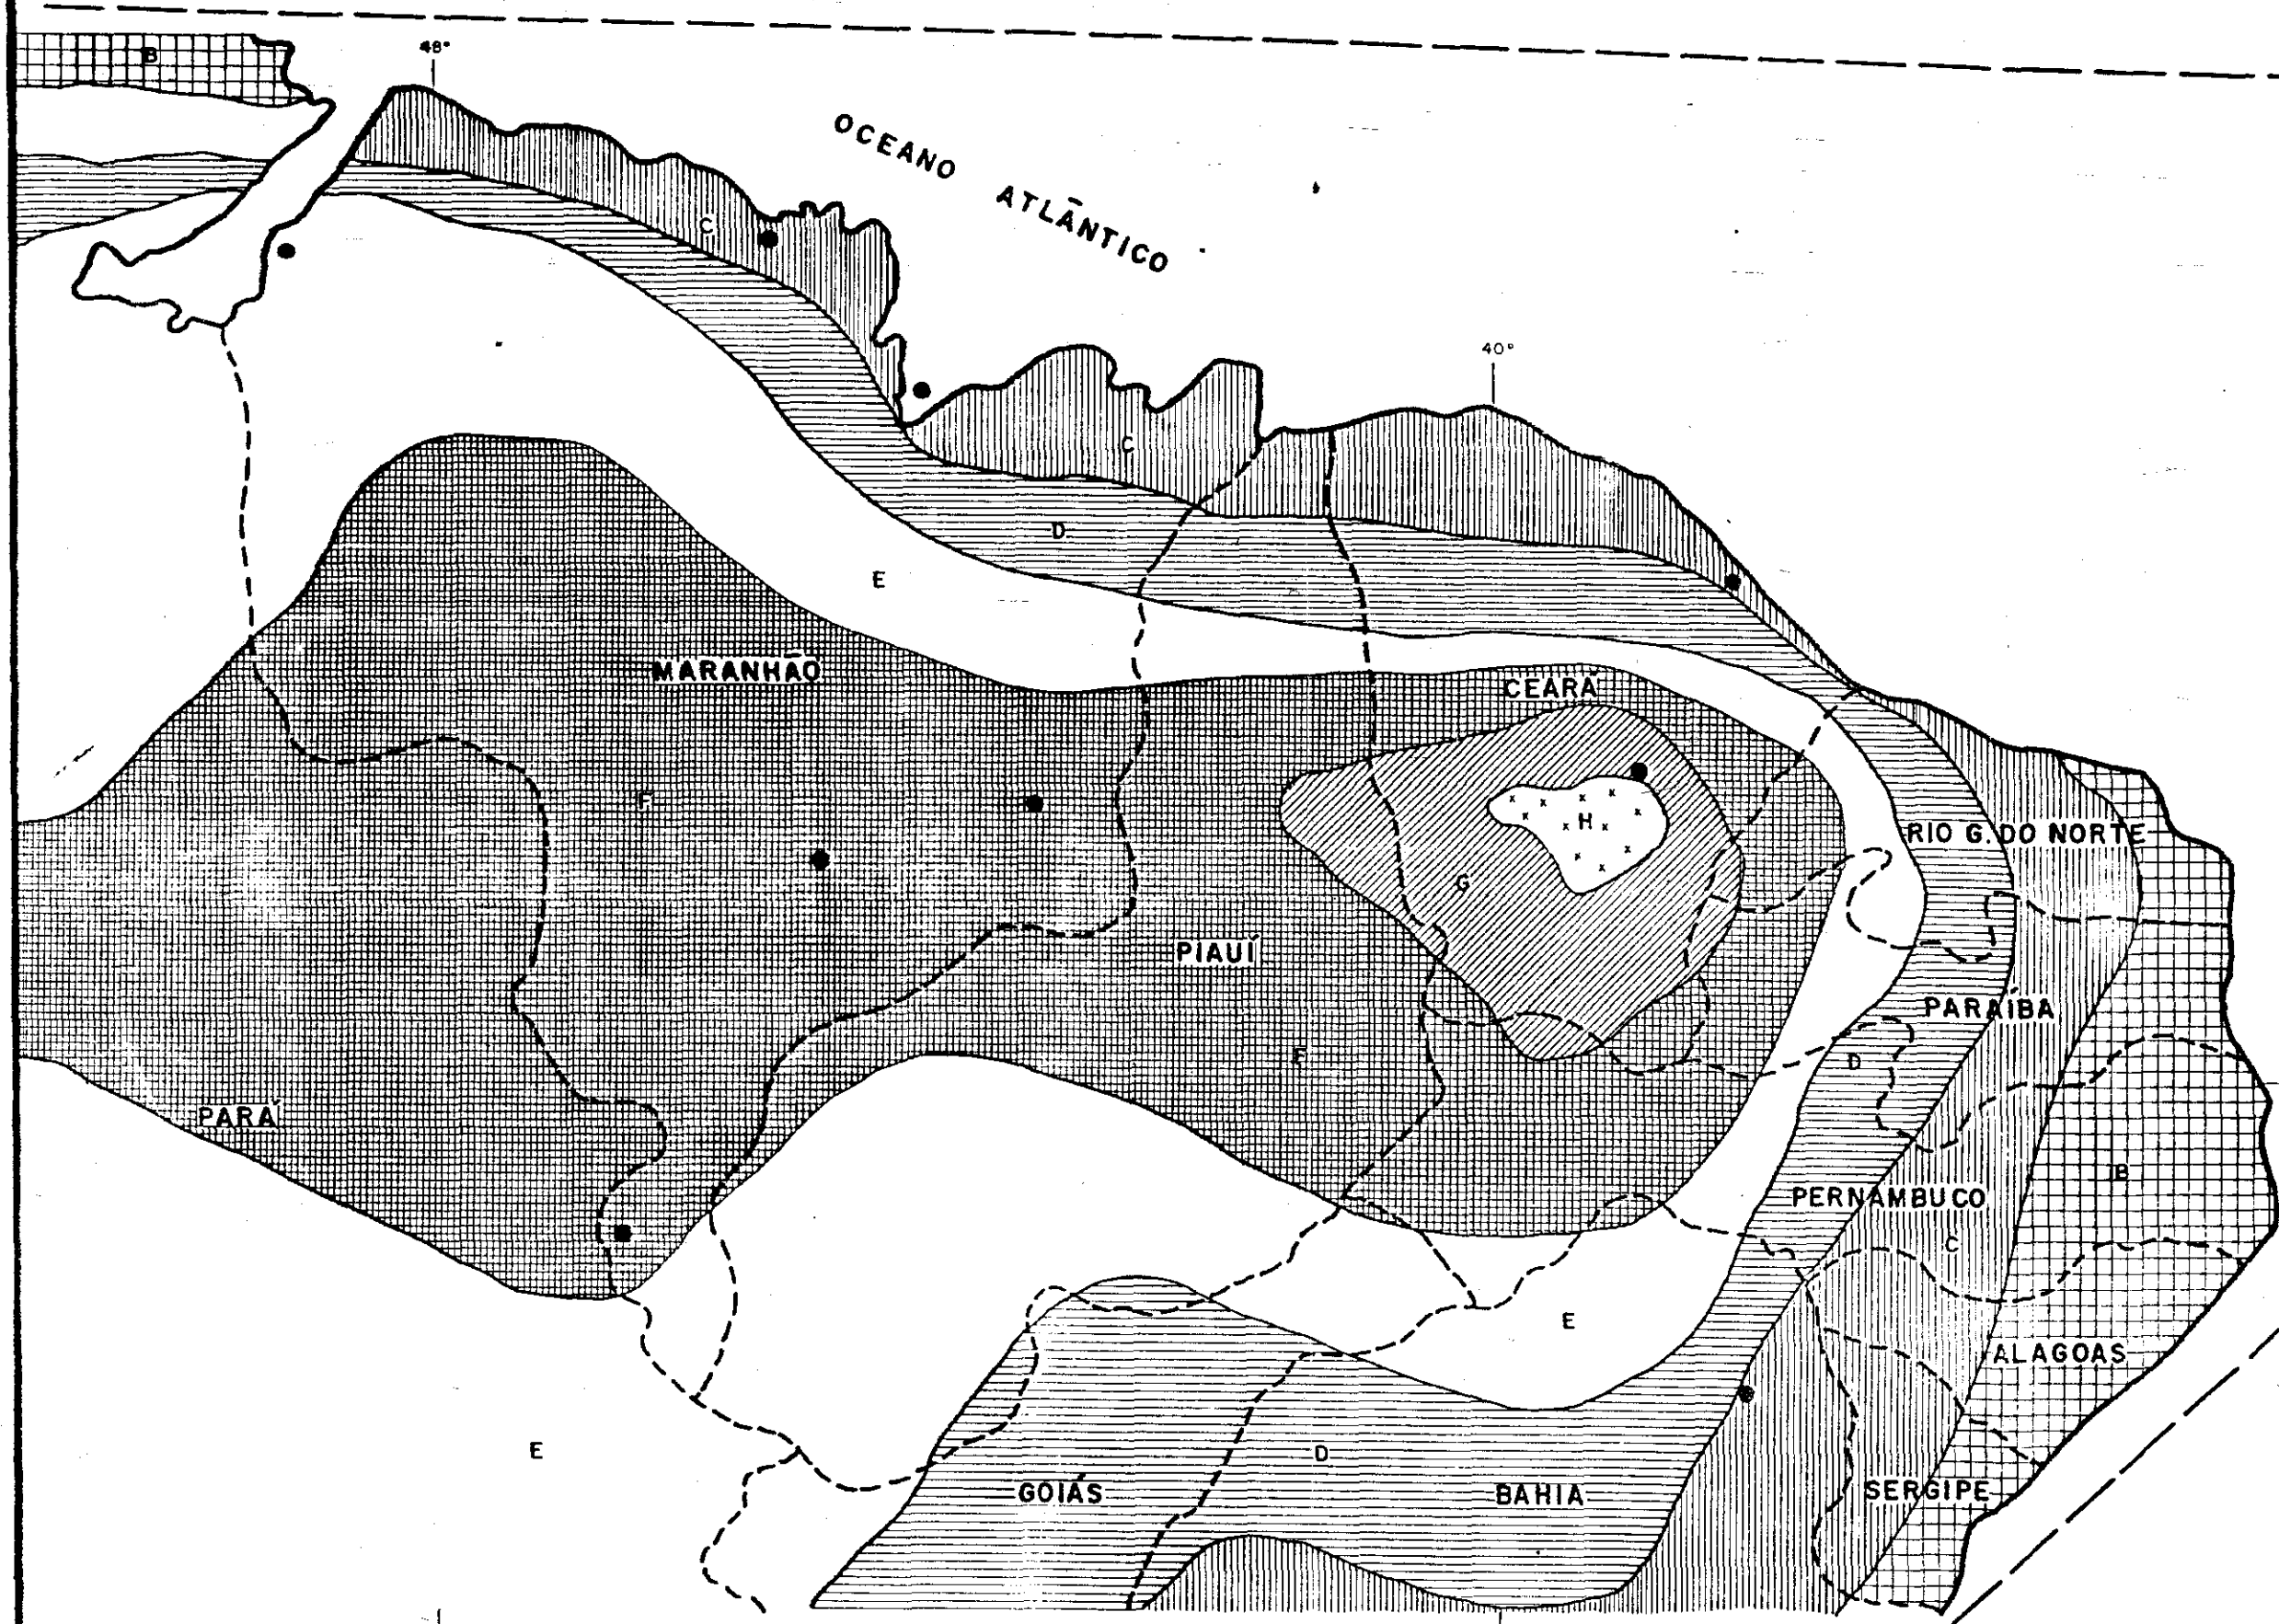 B
48°
OCEANO
ATLÂNTICO
C
40°
C
D
E
MARANHÃO
CEARÁ
F
H
RIO G. DO NORTE
G
PIAUÍ
PARAÍBA
F
D
PARÁ
B
PERNAMBUCO
C
E
ALAGOAS
E
D
GOIÁS
BAHIA
SERGIPE